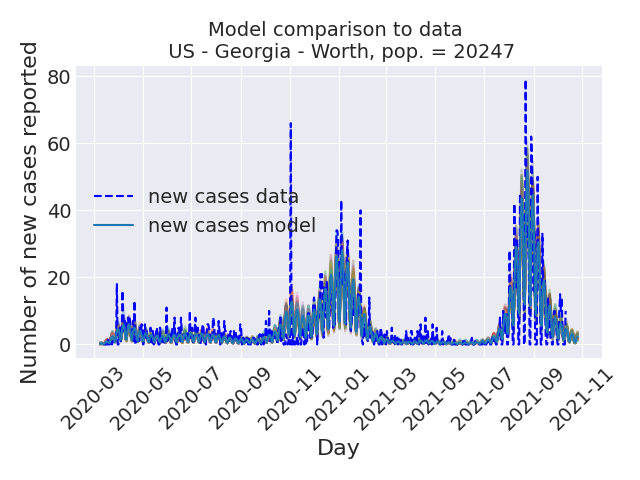 Model comparison to data
US - Georgia - Worth, pop. = 20247
Number of new cases reported
80
60
40
20
0
new cases data
new cases model
2020-03
2020-05
2020-07
2020-09
2020-11
2021-01
2021-03
2021-05
2021-07
2021-09
2021-11
Day